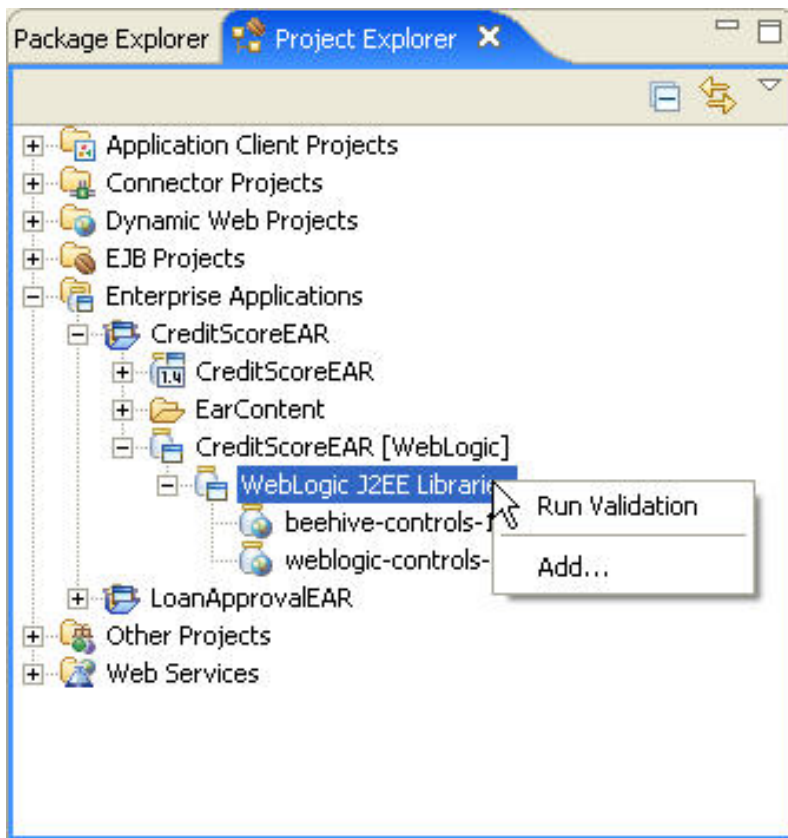 Package Explorer Project Explorer
Application Client Projects
Connector Projects
Dynamic Web Projects
EJB Projects
Enterprise Applications
CreditScoreEAR
1.4 CreditScoreEAR
EarContent
CreditScoreEAR [WebLogic]
WebLogic J2EE
Run Validation
beehive-controls-
weblogic-controls-
Add...
LoanApprovalEAR
Other Projects
Web Services